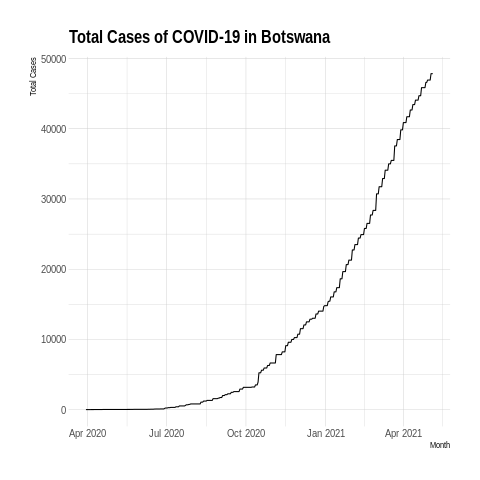 Total Cases of COVID-19 in Botswana
Total Cases
50000
40000
30000
20000
10000
0
Apr 2020 Jul 2020 Oct 2020 Jan 2021 Apr 2021
Month